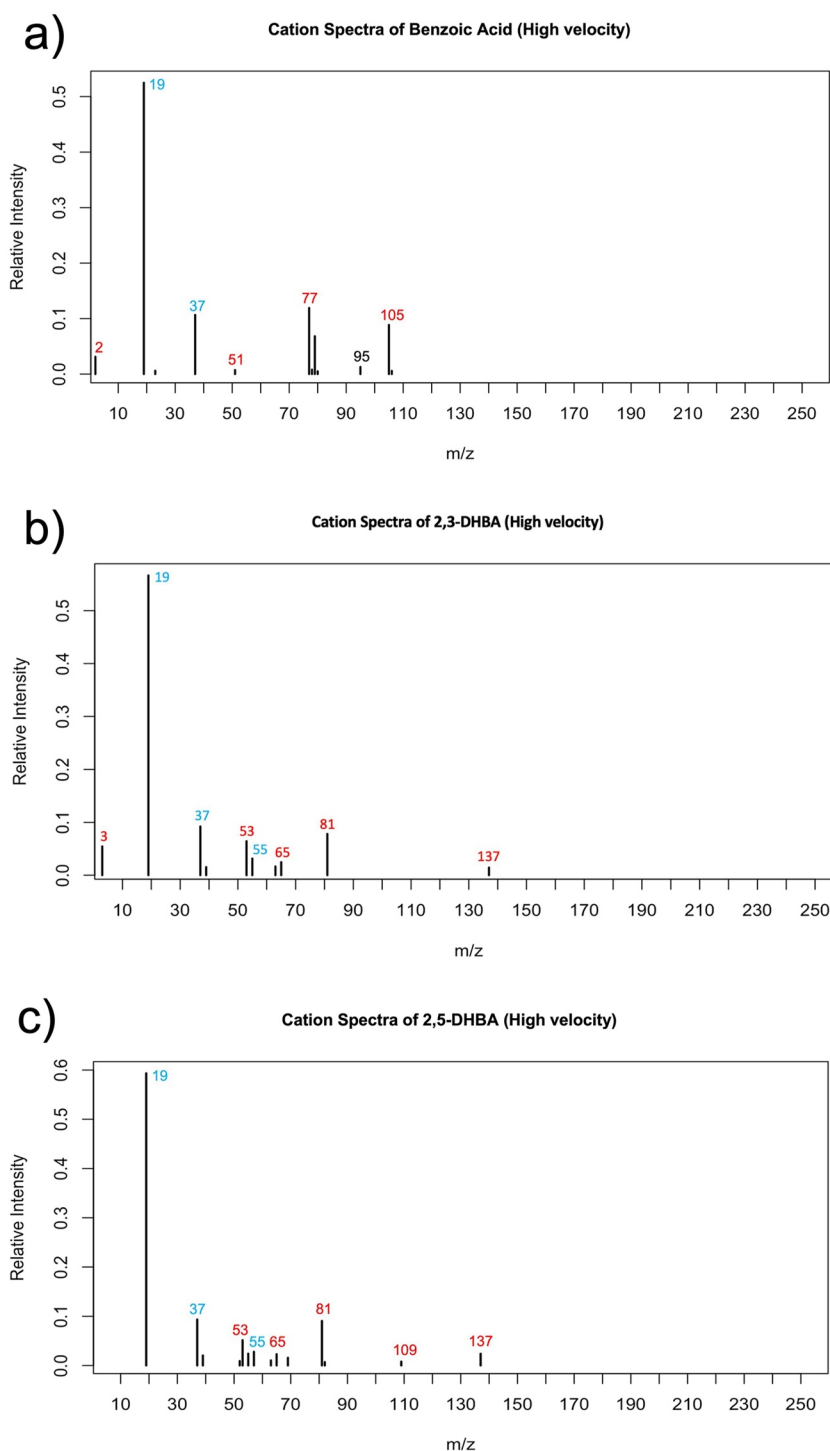 a)
Cation Spectra of Benzoic Acid (High velocity)
Relative Intensity
0.5
0.4
0.3
0.2
0.1
0.0
19
37
2
51
77
105
95
10 30 50 70 90 110 130 150 170 190 210 230 250
m/z
b)
Cation Spectra of 2,3-DHBA (High velocity)
Relative Intensity
0.5
0.4
0.3
0.2
0.1
0.0
19
37
3
53
55
65
81
137
10 30 50 70 90 110 130 150 170 190 210 230 250
m/z
c)
Cation Spectra of 2,5-DHBA (High velocity)
Relative Intensity
0.6
0.5
0.4
0.3
0.2
0.1
0.0
19
37
53
55
65
81
109
137
10 30 50 70 90 110 130 150 170 190 210 230 250
m/z